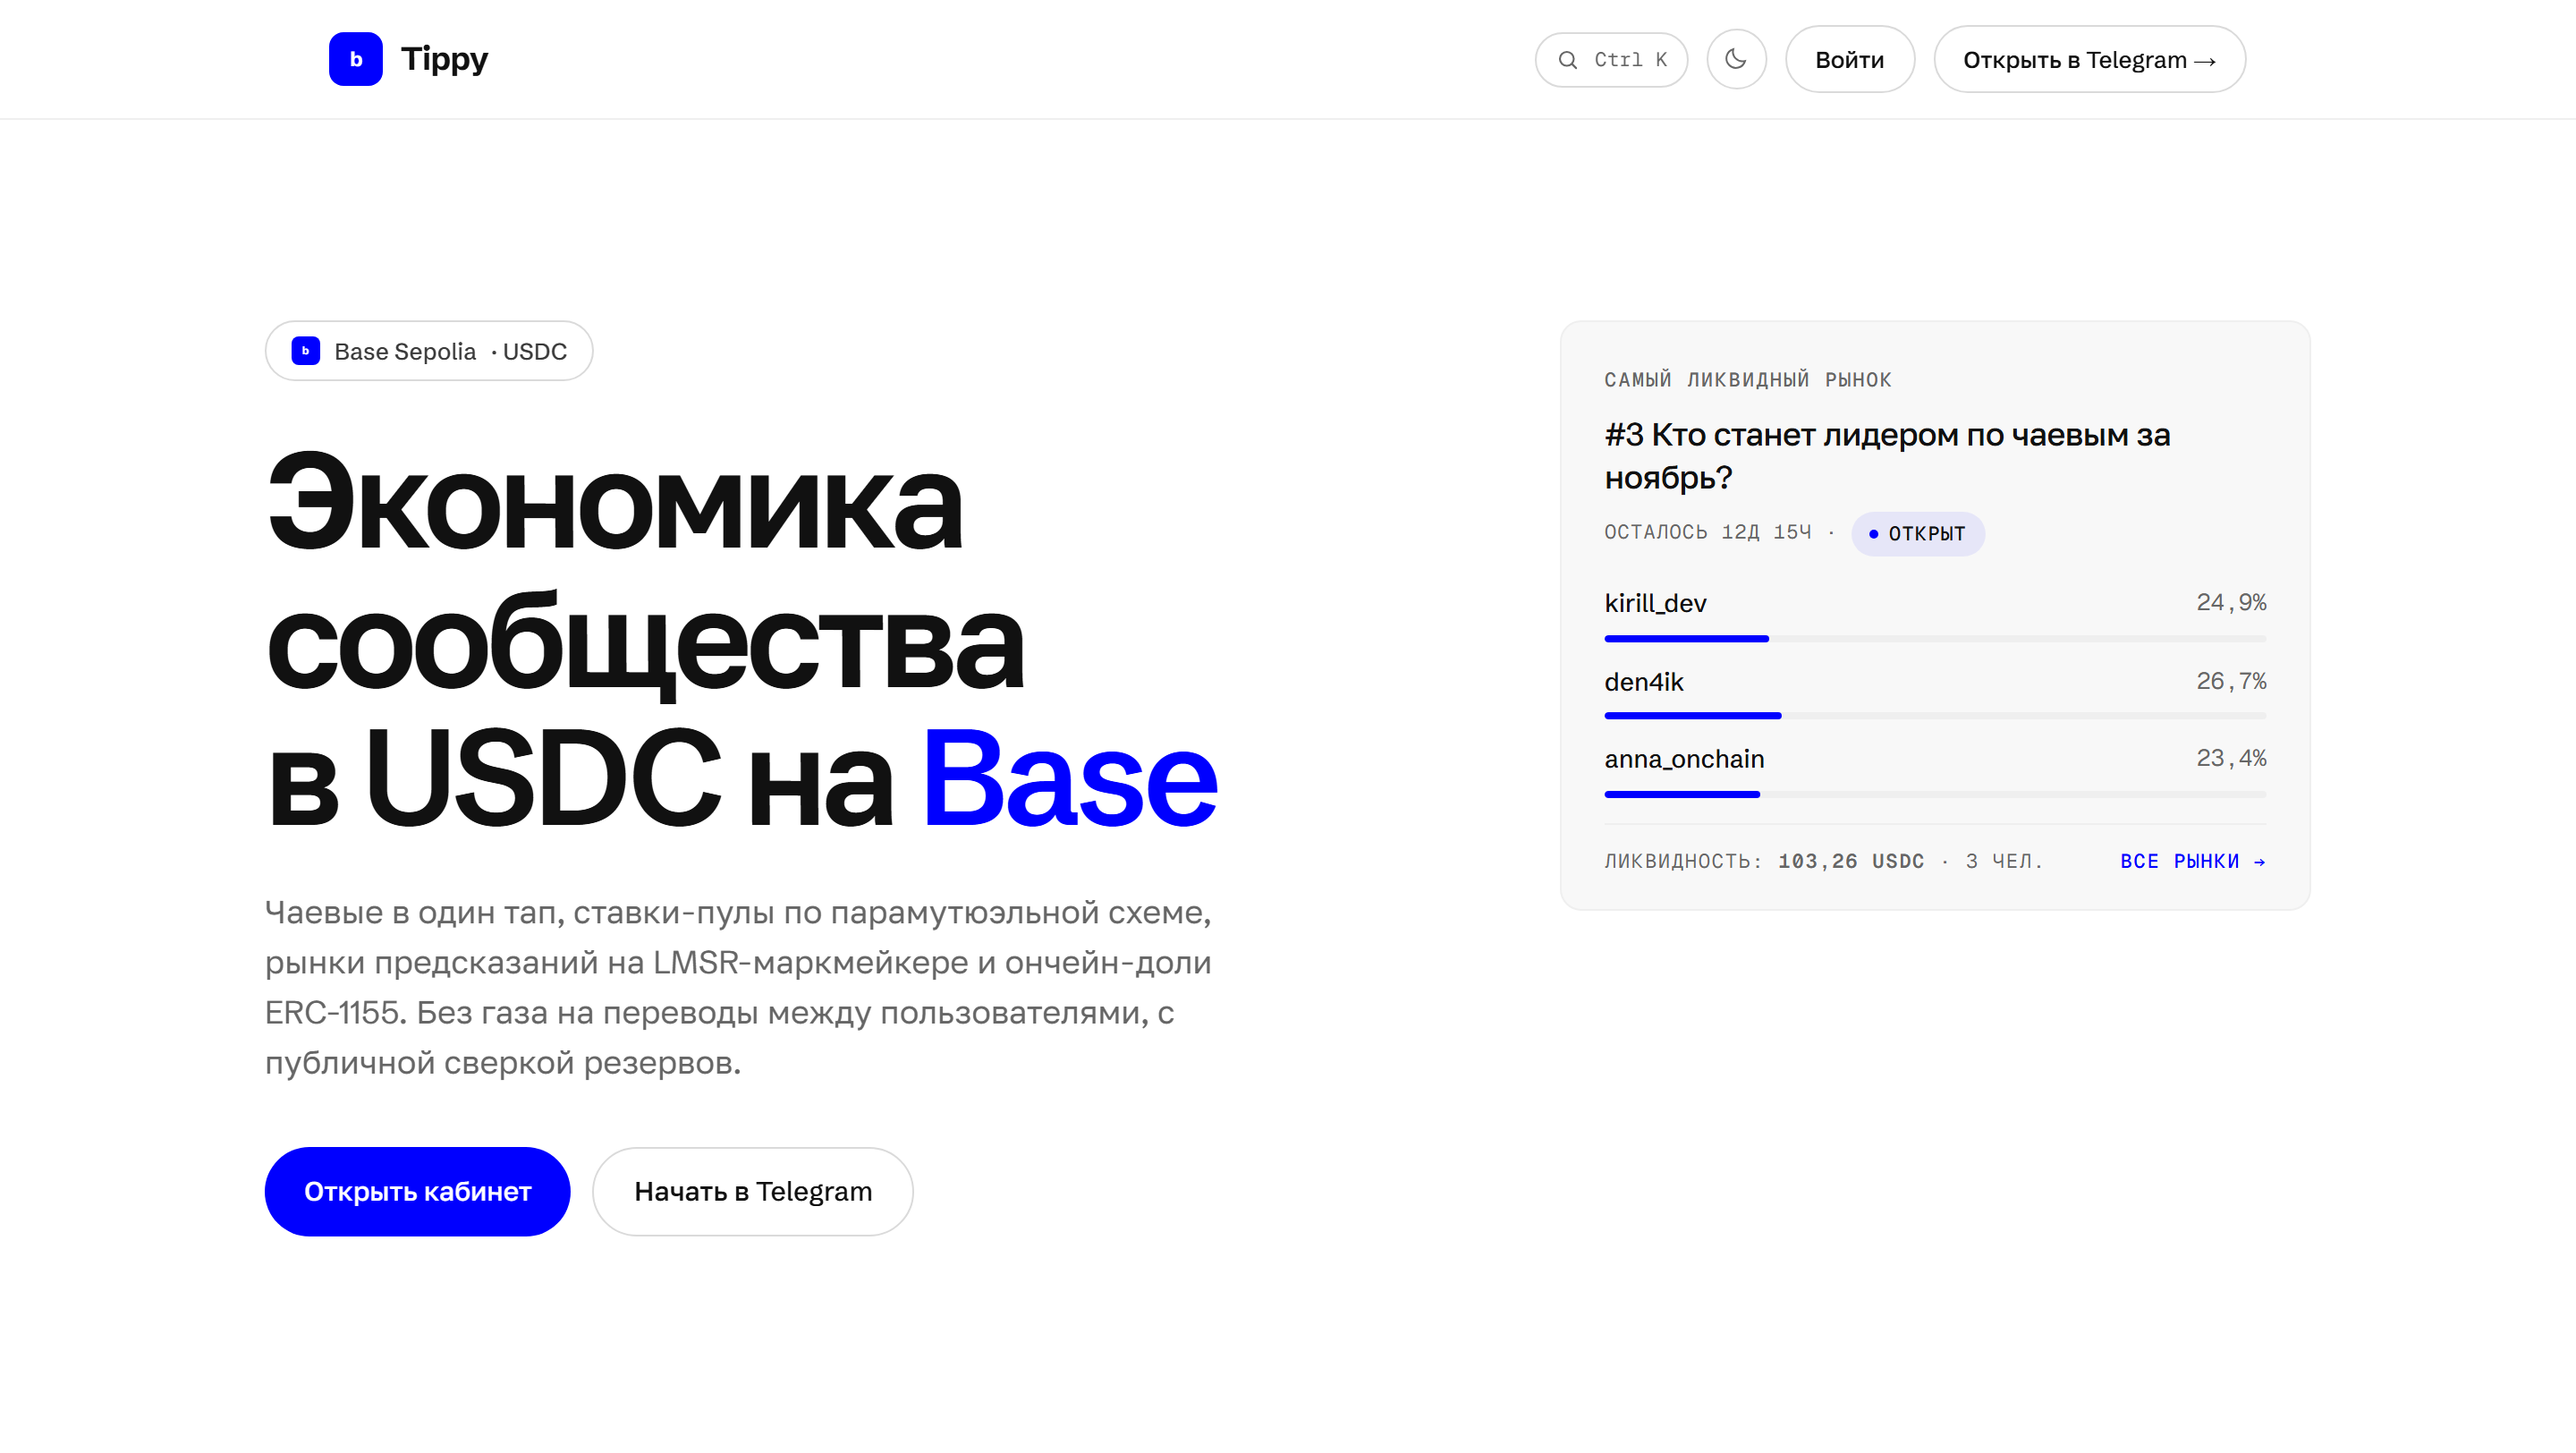 b Tippy
Ctrl K
Войти
Открыть в Telegram →
b Base Sepolia · USDC
Экономика
сообщества
в USDC на Base
Чаевые в один тап, ставки-пулы по парамутюэльной схеме,
рынки предсказаний на LMSR-маркмейкере и ончейн-доли
ERC-1155. Без газа на переводы между пользователями, с
публичной сверкой резервов.
Открыть кабинет
Начать в Telegram
САМЫЙ ЛИКВИДНЫЙ РЫНОК
#3 Кто станет лидером по чаевым за
ноябрь?
ОСТАЛОСЬ 12Д 15Ч · ОТКРЫТ
kirill_dev 24,9%
den4ik 26,7%
anna_onchain 23,4%
ЛИКВИДНОСТЬ: 103,26 USDC · 3 ЧЕЛ. ВСЕ РЫНКИ →